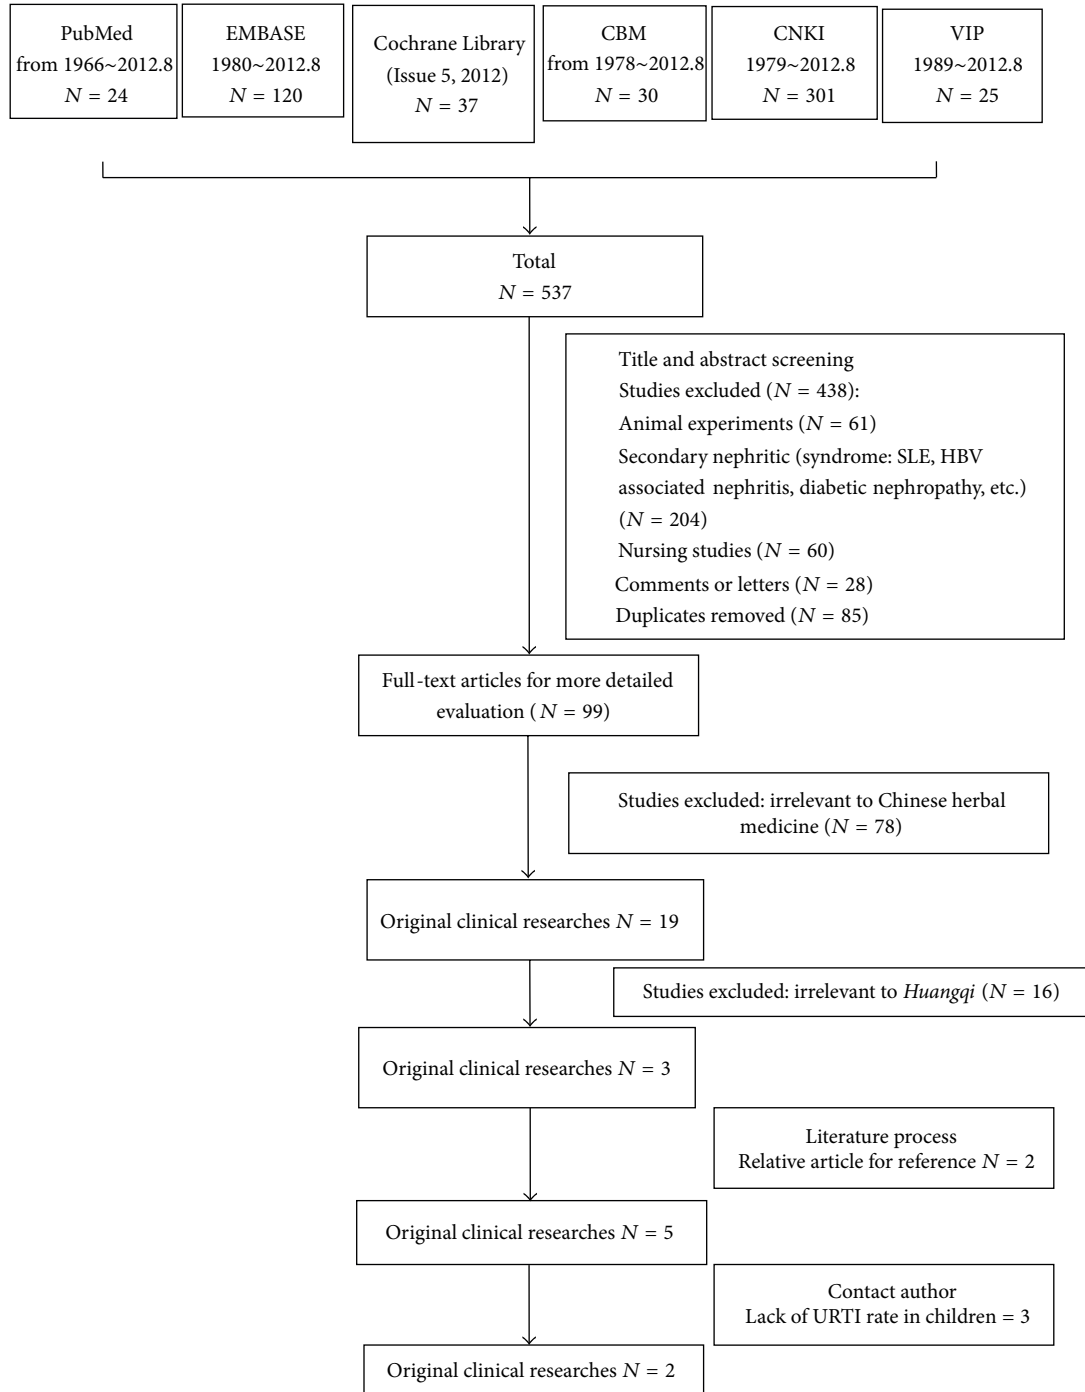 PubMed
from 1966~2012.8
N = 24
EMBASE
1980~2012.8
N = 120
Cochrane Library
(Issue 5, 2012)
N = 37
CBM
from 1978~2012.8
N = 30
CNKI
1979~2012.8
N = 301
VIP
1989~2012.8
N = 25
Total
N = 537
Title and abstract screening
Studies excluded (N = 438):
Animal experiments (N = 61)
Secondary nephritic (syndrome: SLE, HBV
associated nephritis, diabetic nephropathy, etc.)
(N = 204)
Nursing studies (N = 60)
Comments or letters (N = 28)
Duplicates removed (N = 85)
Full-text articles for more detailed
evaluation (N = 99)
Studies excluded: irrelevant to Chinese herbal
medicine (N = 78)
Original clinical researches N = 19
Studies excluded: irrelevant to Huangqi (N = 16)
Original clinical researches N = 3
Literature process
Relative article for reference N = 2
Original clinical researches N = 5
Contact author
Lack of URTI rate in children = 3
Original clinical researches N = 2